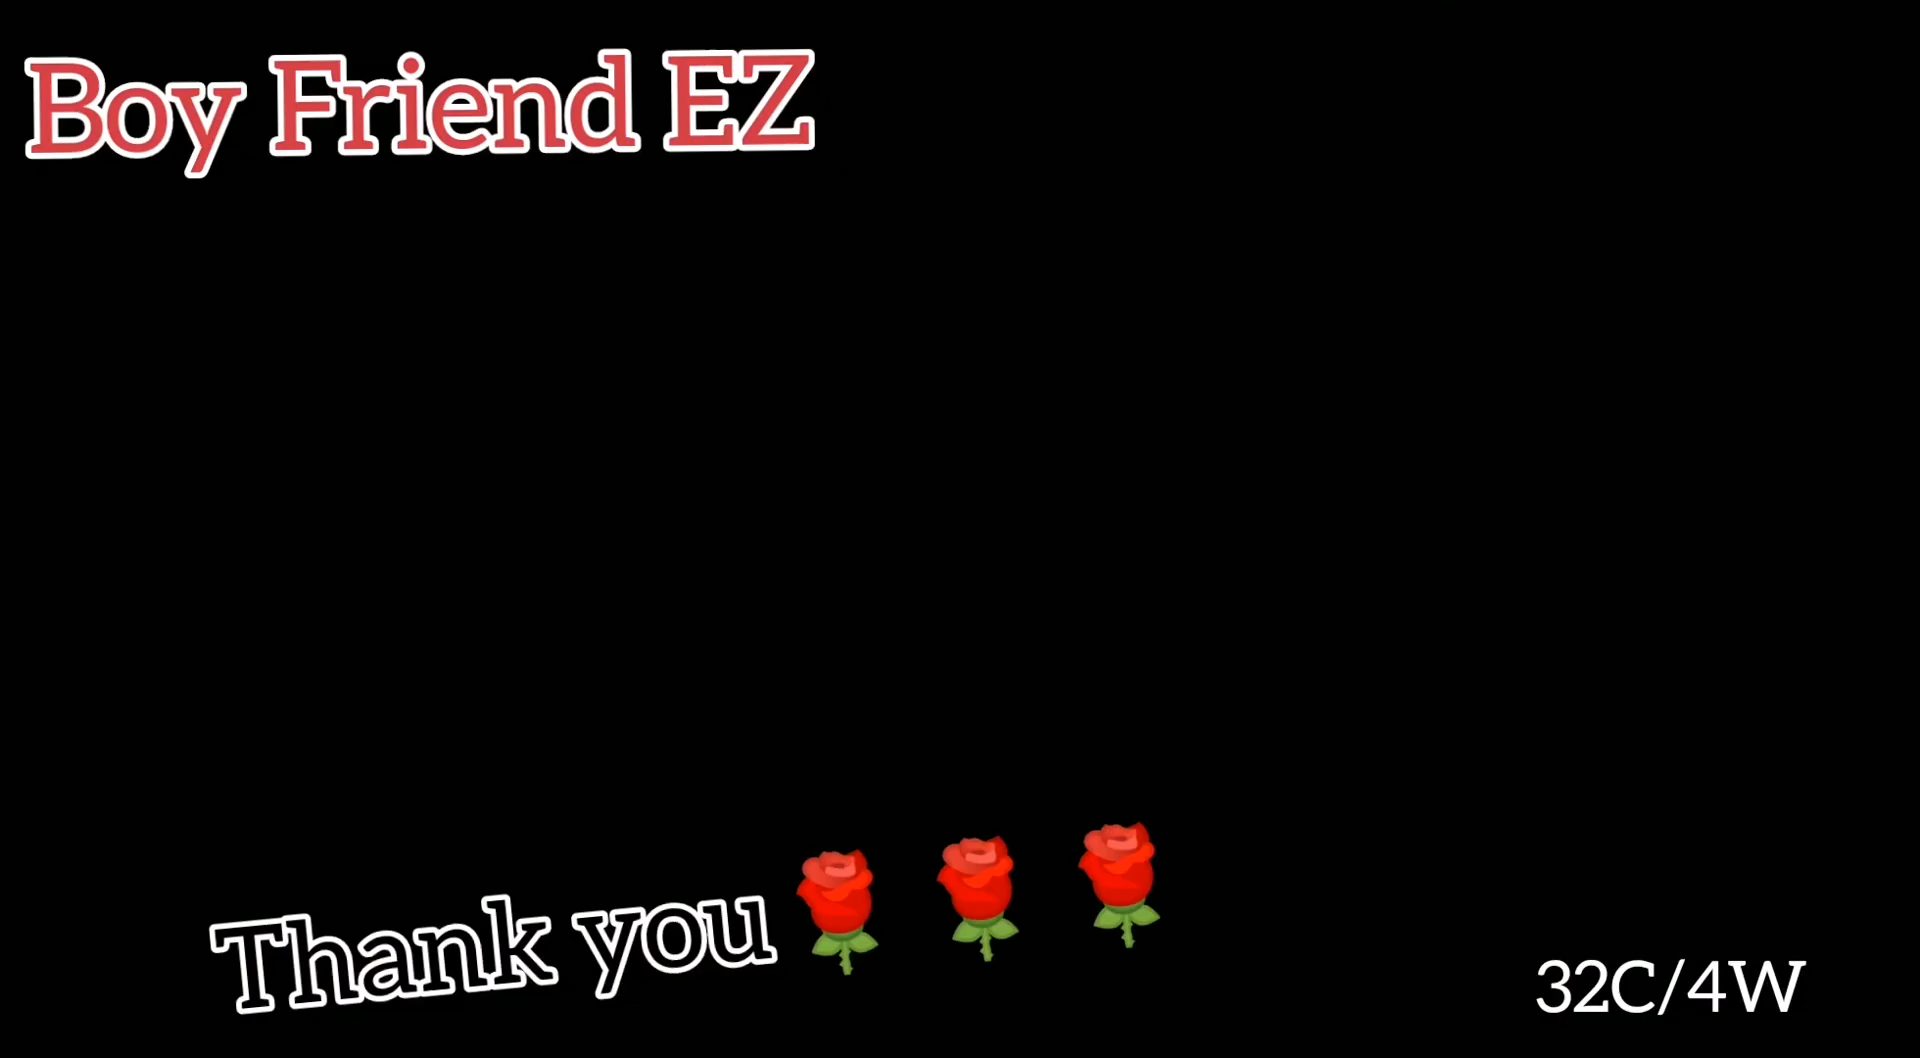 Boy Friend EZ
Thank you🌹 🌹 🌹
32C/4W